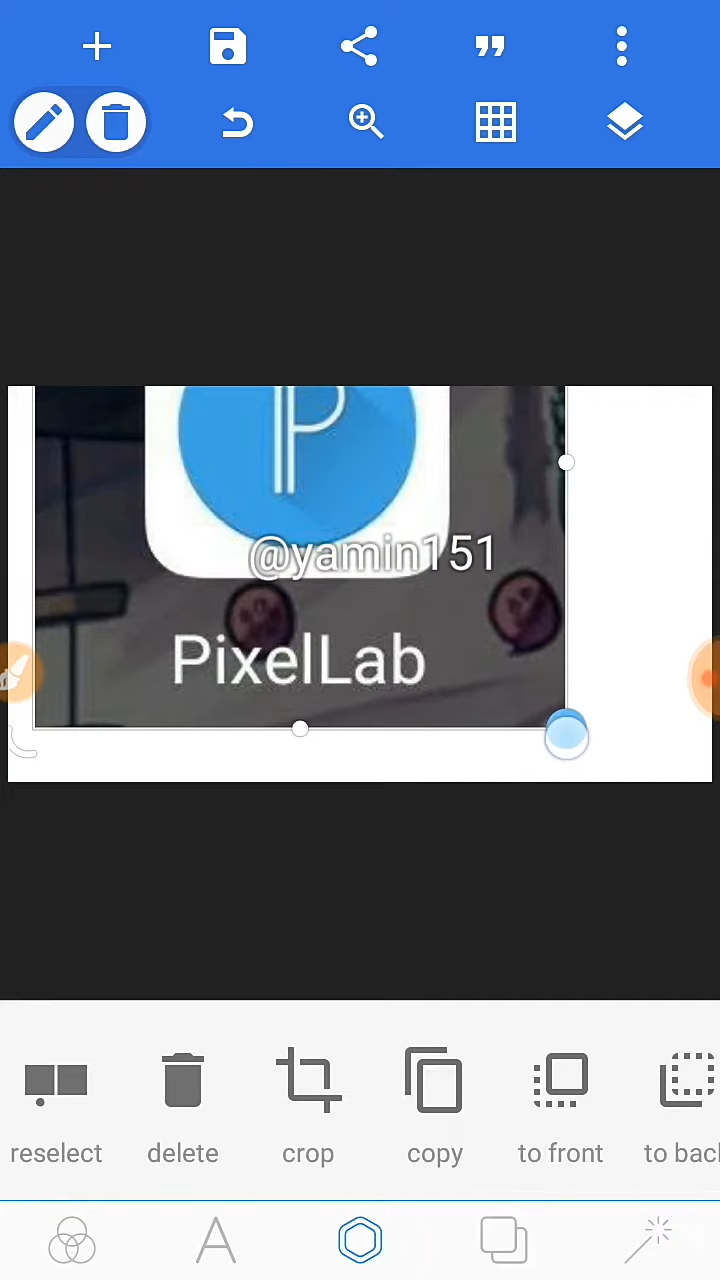 @yamin151
PixelLab
reselect
delete
crop
copy
to front
to bac